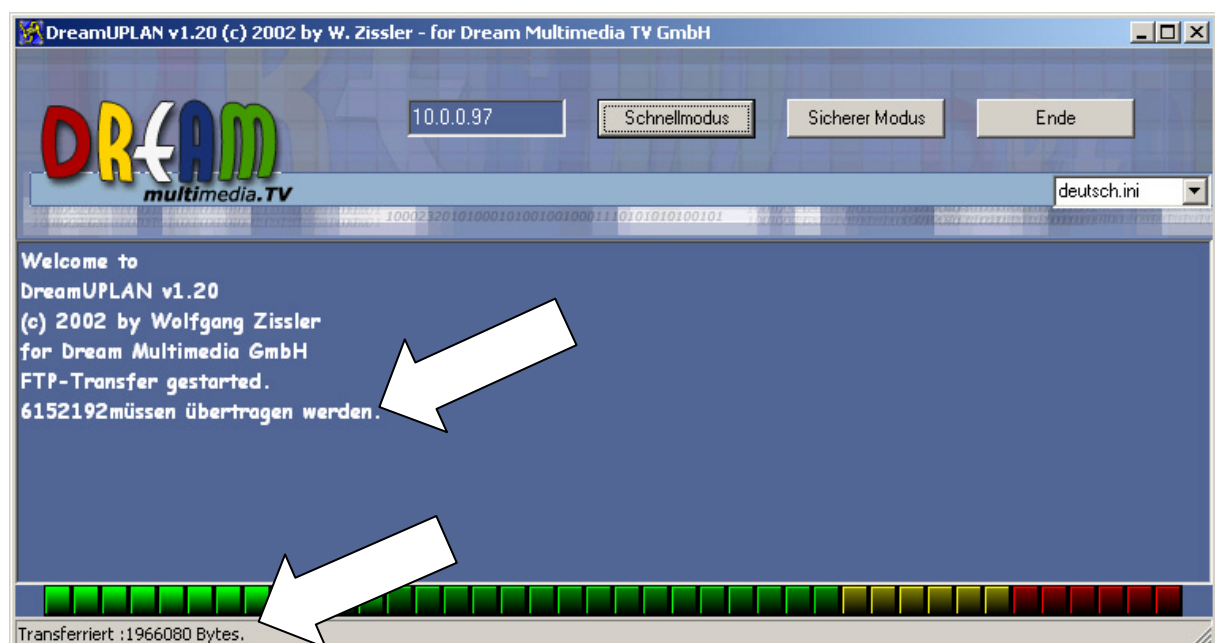 DreamUPLAN v1.20 (c) 2002 by W. Zissler - for Dream Multimedia TV GmbH
DREAM
multimedia.TV
10.0.0.97
Schnellmodus
Sicherer Modus
Ende
deutsch.ini
Welcome to
DreamUPLAN v1.20
(c) 2002 by Wolfgang Zissler
for Dream Multimedia GmbH
FTP-Transfer gestarted.
6152192müssen übertragen werden.
Transferriert :1966080 Bytes.